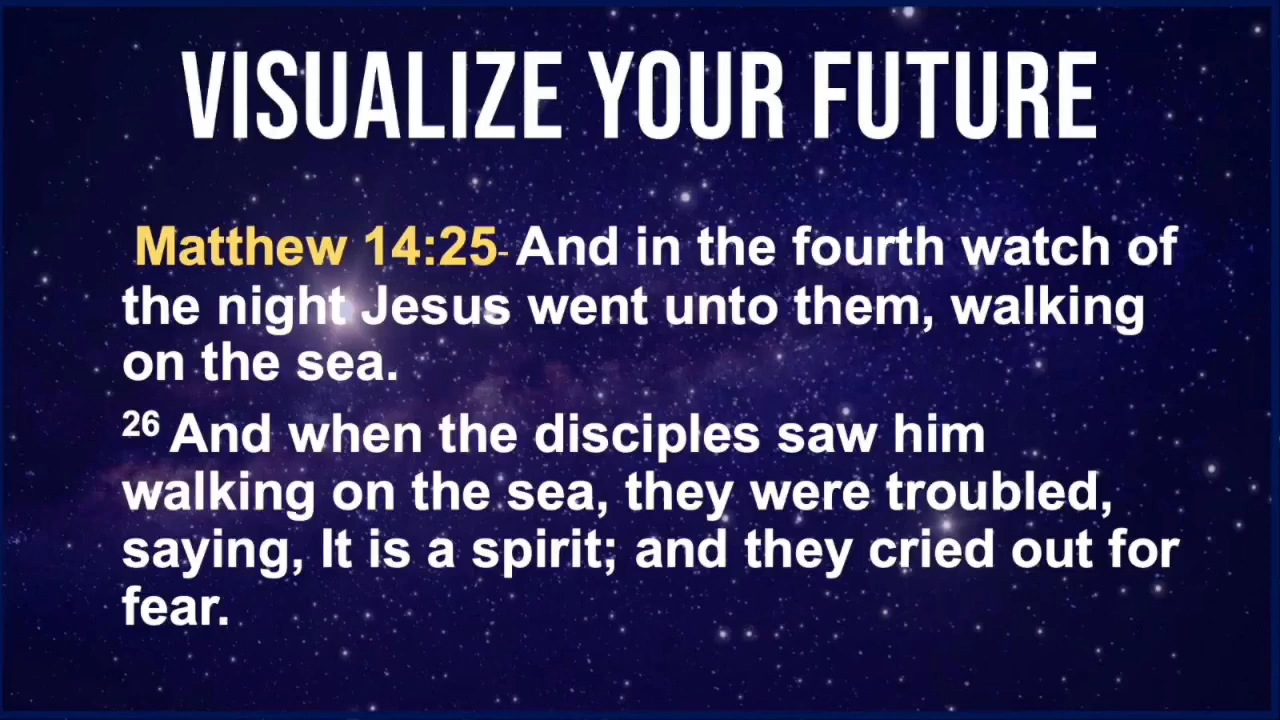 VISUALIZE YOUR FUTURE
Matthew 14:25- And in the fourth watch of
the night Jesus went unto them, walking
on the sea.
26 And when the disciples saw him
walking on the sea, they were troubled,
saying, It is a spirit; and they cried out for
fear.